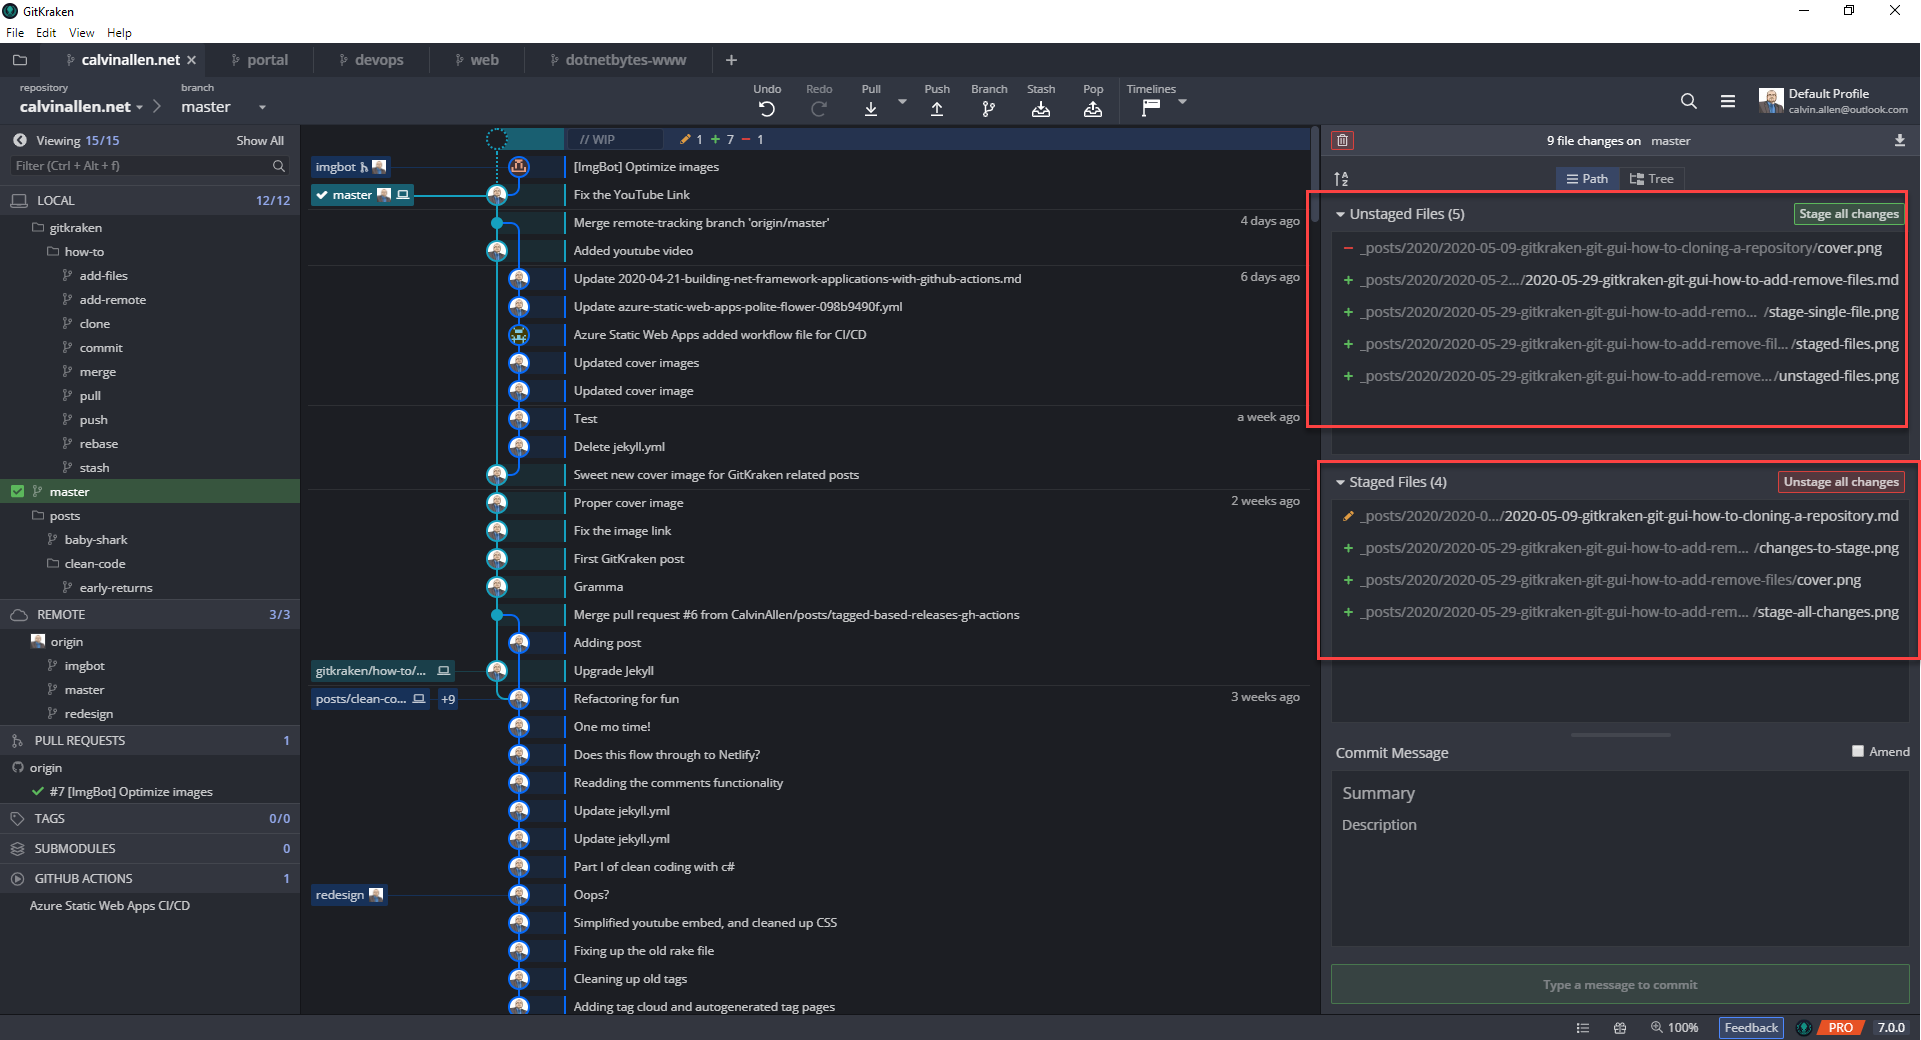 GitKraken
File Edit View Help
calvinallen.net portal devops web dotnetbytes-www
repository
calvinallen.net
branch
master
Undo Redo Pull Push Branch Stash Pop Timelines
Default Profile
calvin.allen@outlook.com
Viewing 15/15 Show All
Filter (Ctrl + Alt + f)
LOCAL 12/12
gitkraken
how-to
add-files
add-remote
clone
commit
merge
pull
push
rebase
stash
master
posts
baby-shark
clean-code
early-returns
REMOTE 3/3
origin
imgbot
master
redesign
PULL REQUESTS 1
origin
#7 [ImgBot] Optimize images
TAGS 0/0
SUBMODULES 0
GITHUB ACTIONS 1
Azure Static Web Apps CI/CD
// WIP 1 + 7 − 1
imgbot [ImgBot] Optimize images
master Fix the YouTube Link
Merge remote-tracking branch 'origin/master' 4 days ago
Added youtube video
Update 2020-04-21-building-net-framework-applications-with-github-actions.md 6 days ago
Update azure-static-web-apps-polite-flower-098b9490f.yml
Azure Static Web Apps added workflow file for CI/CD
Updated cover images
Updated cover image
Test a week ago
Delete jekyll.yml
Sweet new cover image for GitKraken related posts
Proper cover image 2 weeks ago
Fix the image link
First GitKraken post
Gramma
Merge pull request #6 from CalvinAllen/posts/tagged-based-releases-gh-actions
Adding post
gitkraken/how-to/... Upgrade Jekyll
posts/clean-co... +9 Refactoring for fun 3 weeks ago
One mo time!
Does this flow through to Netlify?
Readding the comments functionality
Update jekyll.yml
Update jekyll.yml
Part I of clean coding with c#
redesign Oops?
Simplified youtube embed, and cleaned up CSS
Fixing up the old rake file
Cleaning up old tags
Adding tag cloud and autogenerated tag pages
9 file changes on master
Path Tree
Unstaged Files (5) Stage all changes
_posts/2020/2020-05-09-gitkraken-git-gui-how-to-cloning-a-repository/cover.png
_posts/2020/2020-05-2.../2020-05-29-gitkraken-git-gui-how-to-add-remove-files.md
_posts/2020/2020-05-29-gitkraken-git-gui-how-to-add-remo... /stage-single-file.png
_posts/2020/2020-05-29-gitkraken-git-gui-how-to-add-remove-fil... /staged-files.png
_posts/2020/2020-05-29-gitkraken-git-gui-how-to-add-remove... /unstaged-files.png
Staged Files (4) Unstage all changes
_posts/2020/2020-0.../2020-05-09-gitkraken-git-gui-how-to-cloning-a-repository.md
_posts/2020/2020-05-29-gitkraken-git-gui-how-to-add-rem... /changes-to-stage.png
_posts/2020/2020-05-29-gitkraken-git-gui-how-to-add-remove-files/cover.png
_posts/2020/2020-05-29-gitkraken-git-gui-how-to-add-rem... /stage-all-changes.png
Commit Message Amend
Summary
Description
Type a message to commit
100% Feedback PRO 7.0.0